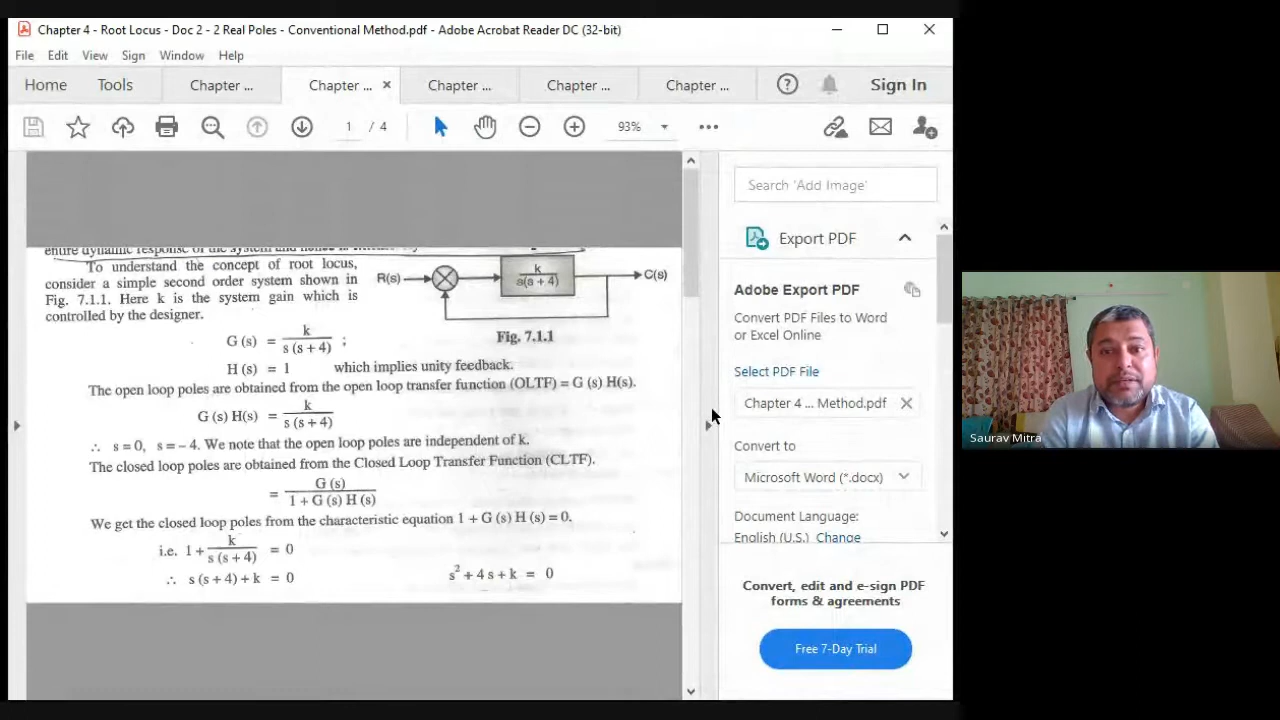 Chapter 4 - Root Locus - Doc 2 - 2 Real Poles - Conventional Method.pdf - Adobe Acrobat Reader DC (32-bit)
File Edit View Sign Window Help
Home Tools Chapter ... Chapter ... Chapter ... Chapter ... Chapter ... Sign In
1 / 4 93%
entire dynamic response of the system and hence
To understand the concept of root locus,
consider a simple second order system shown in
Fig. 7.1.1. Here k is the system gain which is
controlled by the designer.
R(s) k / s(s + 4) C(s)
Fig. 7.1.1
G (s) = k / s (s + 4) ;
H (s) = 1 which implies unity feedback.
The open loop poles are obtained from the open loop transfer function (OLTF) = G (s) H(s).
G (s) H(s) = k / s (s + 4)
∴ s = 0, s = – 4. We note that the open loop poles are independent of k.
The closed loop poles are obtained from the Closed Loop Transfer Function (CLTF).
= G (s) / 1 + G (s) H (s)
We get the closed loop poles from the characteristic equation 1 + G (s) H (s) = 0.
i.e. 1 + k / s (s + 4) = 0
∴ s (s + 4) + k = 0 s² + 4 s + k = 0
Search 'Add Image'
Export PDF
Adobe Export PDF
Convert PDF Files to Word
or Excel Online
Select PDF File
Chapter 4 ... Method.pdf
Convert to
Microsoft Word (*.docx)
Document Language:
English (U.S.) Change
Convert, edit and e-sign PDF
forms & agreements
Free 7-Day Trial
Saurav Mitra